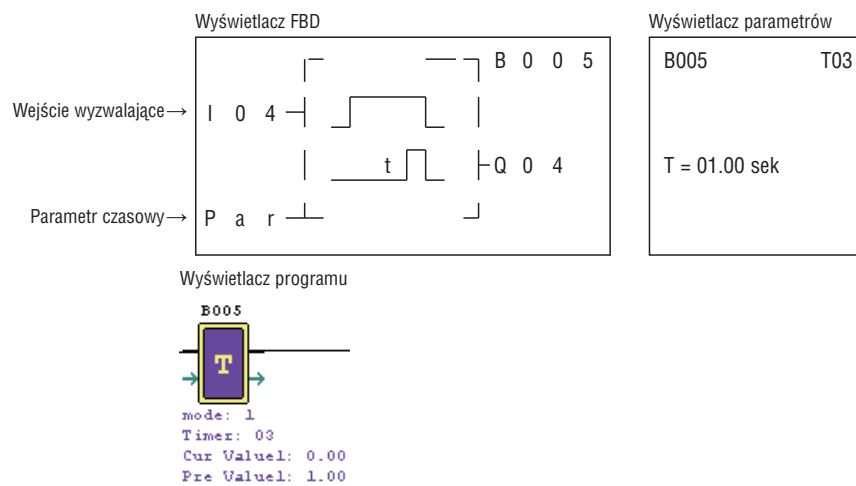 Wyświetlacz FBD
B 0 0 5
Wejście wyzwalające→ I 0 4
t
Q 0 4
Parametr czasowy→ P a r
Wyświetlacz parametrów
B005 T03
T = 01.00 sek
Wyświetlacz programu
B005
T
mode: 1
Timer: 03
Cur Value1: 0.00
Pre Value1: 1.00